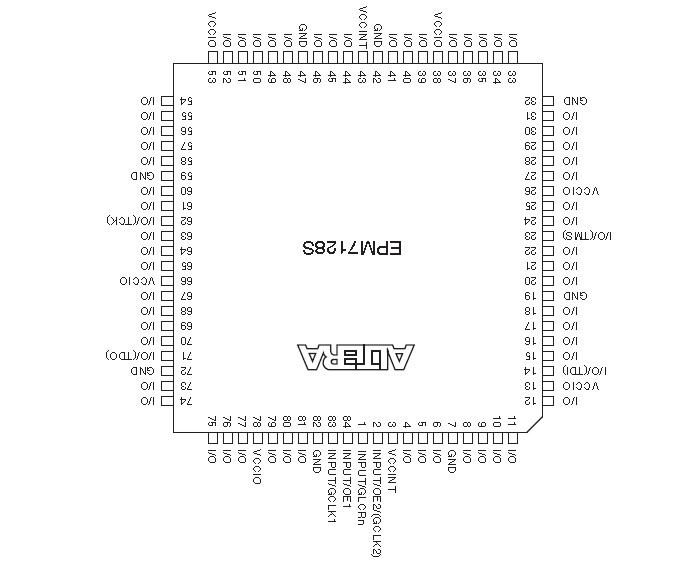 VCCIO 53
I/O 52
I/O 51
I/O 50
I/O 49
I/O 48
GND 47
I/O 46
I/O 45
I/O 44
VCCINT 43
GND 42
I/O 41
I/O 40
I/O 39
VCCIO 38
I/O 37
I/O 36
I/O 35
I/O 34
I/O 33
54 I/O
55 I/O
56 I/O
57 I/O
58 I/O
59 GND
60 I/O
61 I/O
62 I/O/(TCK)
63 I/O
64 I/O
65 I/O
66 VCCIO
67 I/O
68 I/O
69 I/O
70 I/O
71 I/O/(TDO)
72 GND
73 I/O
74 I/O
EPM7128S
ALTERA
GND 32
I/O 31
I/O 30
I/O 29
I/O 28
I/O 27
VCCIO 26
I/O 25
I/O 24
I/O/(TMS) 23
I/O 22
I/O 21
I/O 20
GND 19
I/O 18
I/O 17
I/O 16
I/O 15
I/O/(TDI) 14
VCCIO 13
I/O 12
75 I/O
76 I/O
77 I/O
78 VCCIO
79 I/O
80 I/O
81 I/O
82 GND
83 INPUT/GCLK1
84 INPUT/OE1
1 INPUT/GLCRn
2 INPUT/OE2/(GCLK2)
3 VCCINT
4 I/O
5 I/O
6 I/O
7 GND
8 I/O
9 I/O
10 I/O
11 I/O